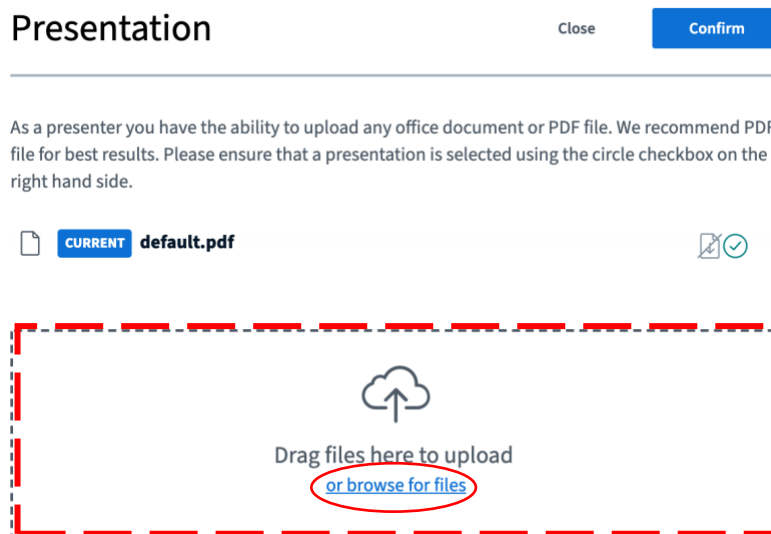 Presentation
Close
Confirm
As a presenter you have the ability to upload any office document or PDF file. We recommend PDF
file for best results. Please ensure that a presentation is selected using the circle checkbox on the
right hand side.
CURRENT default.pdf
Drag files here to upload
or browse for files